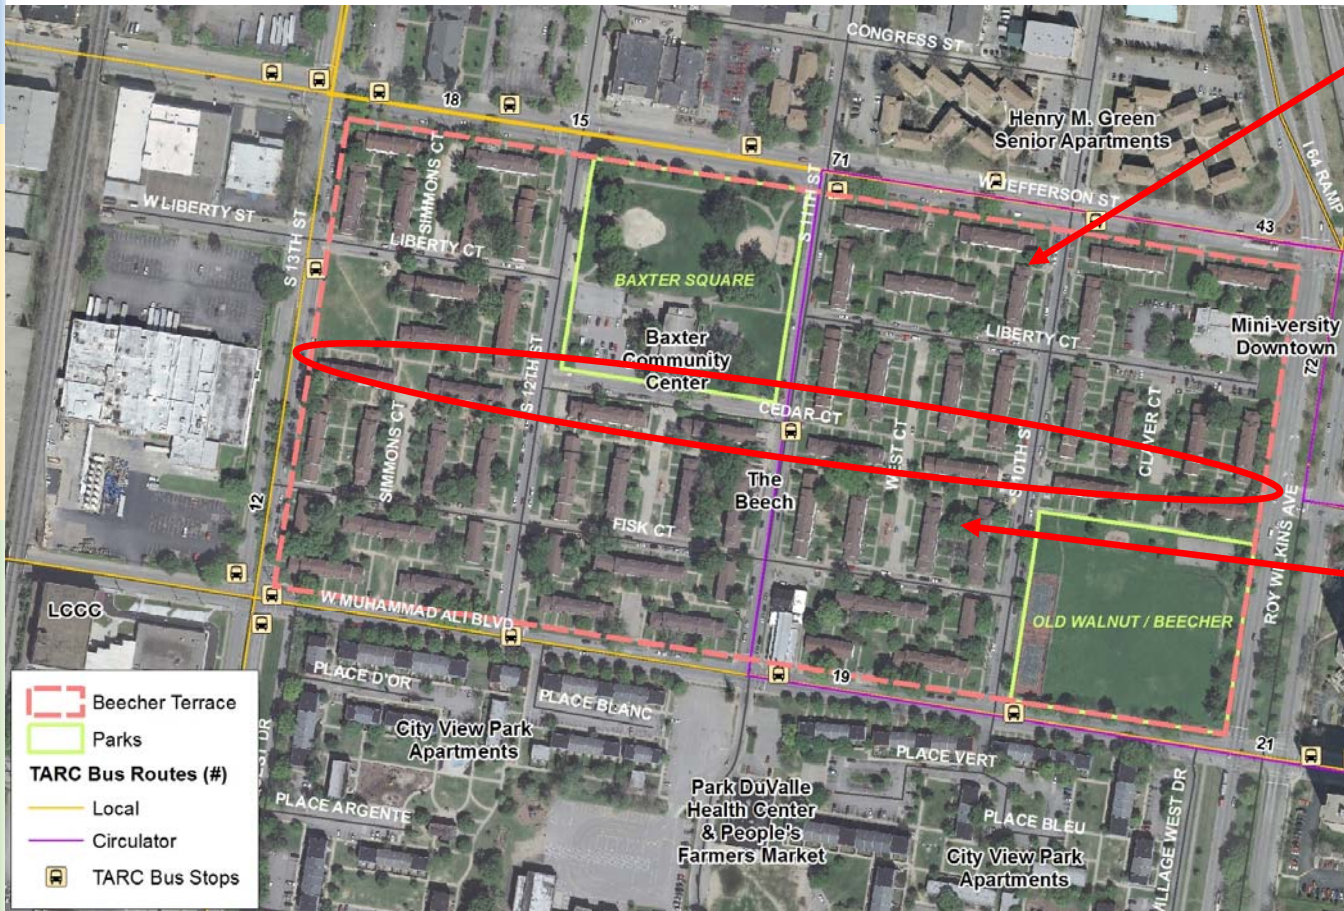 CONGRESS ST
Henry M. Green
Senior Apartments
I 64 RAMP
18
15
71
W JEFFERSON ST
43
SIMMONS CT
S 11TH ST
W LIBERTY ST
S 13TH ST
LIBERTY CT
BAXTER SQUARE
Baxter
Community
Center
LIBERTY CT
Mini-versity
Downtown
72
S 12TH ST
CEDAR CT
SIMMONS CT
WEST CT
S 10TH ST
The
Beech
12
FISK CT
ROY WILKINS AVE
LCCC
W MUHAMMAD ALI BLVD
OLD WALNUT / BEECHER
19
21
PLACE D'OR
PLACE BLANC
City View Park
Apartments
PLACE VERT
PLACE ARGENTE
Park DuValle
Health Center
& People's
Farmers Market
PLACE BLEU
City View Park
Apartments
VILLAGE WEST DR
Beecher Terrace
Parks
TARC Bus Routes (#)
Local
Circulator
TARC Bus Stops